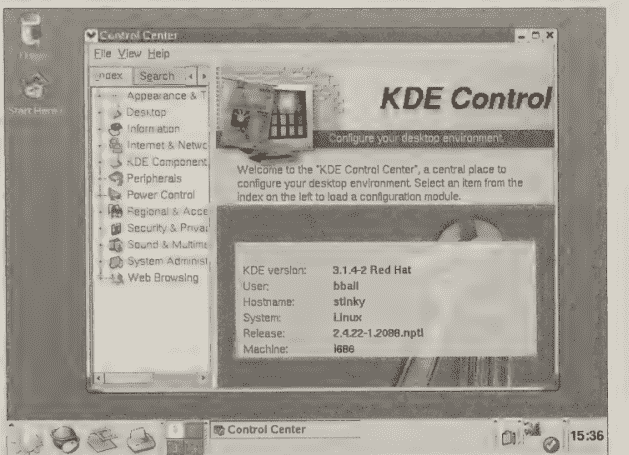 Control Center
File View Help
Index Search
Start Here
KDE Control
Configure your desktop environment.
Appearance & T
Desktop
Information
Internet & Netwo
KDE Component
Peripherals
Power Control
Regional & Acce
Security & Priva
Sound & Multime
System Administ
Web Browsing
Welcome to the "KDE Control Center", a central place to
configure your desktop environment. Select an item from the
index on the left to load a configuration module.
KDE version: 3.1.4-2 Red Hat
User: bball
Hostname: stinky
System: Linux
Release: 2.4.22-1.2088.nptl
Machine: i686
Control Center
15:36